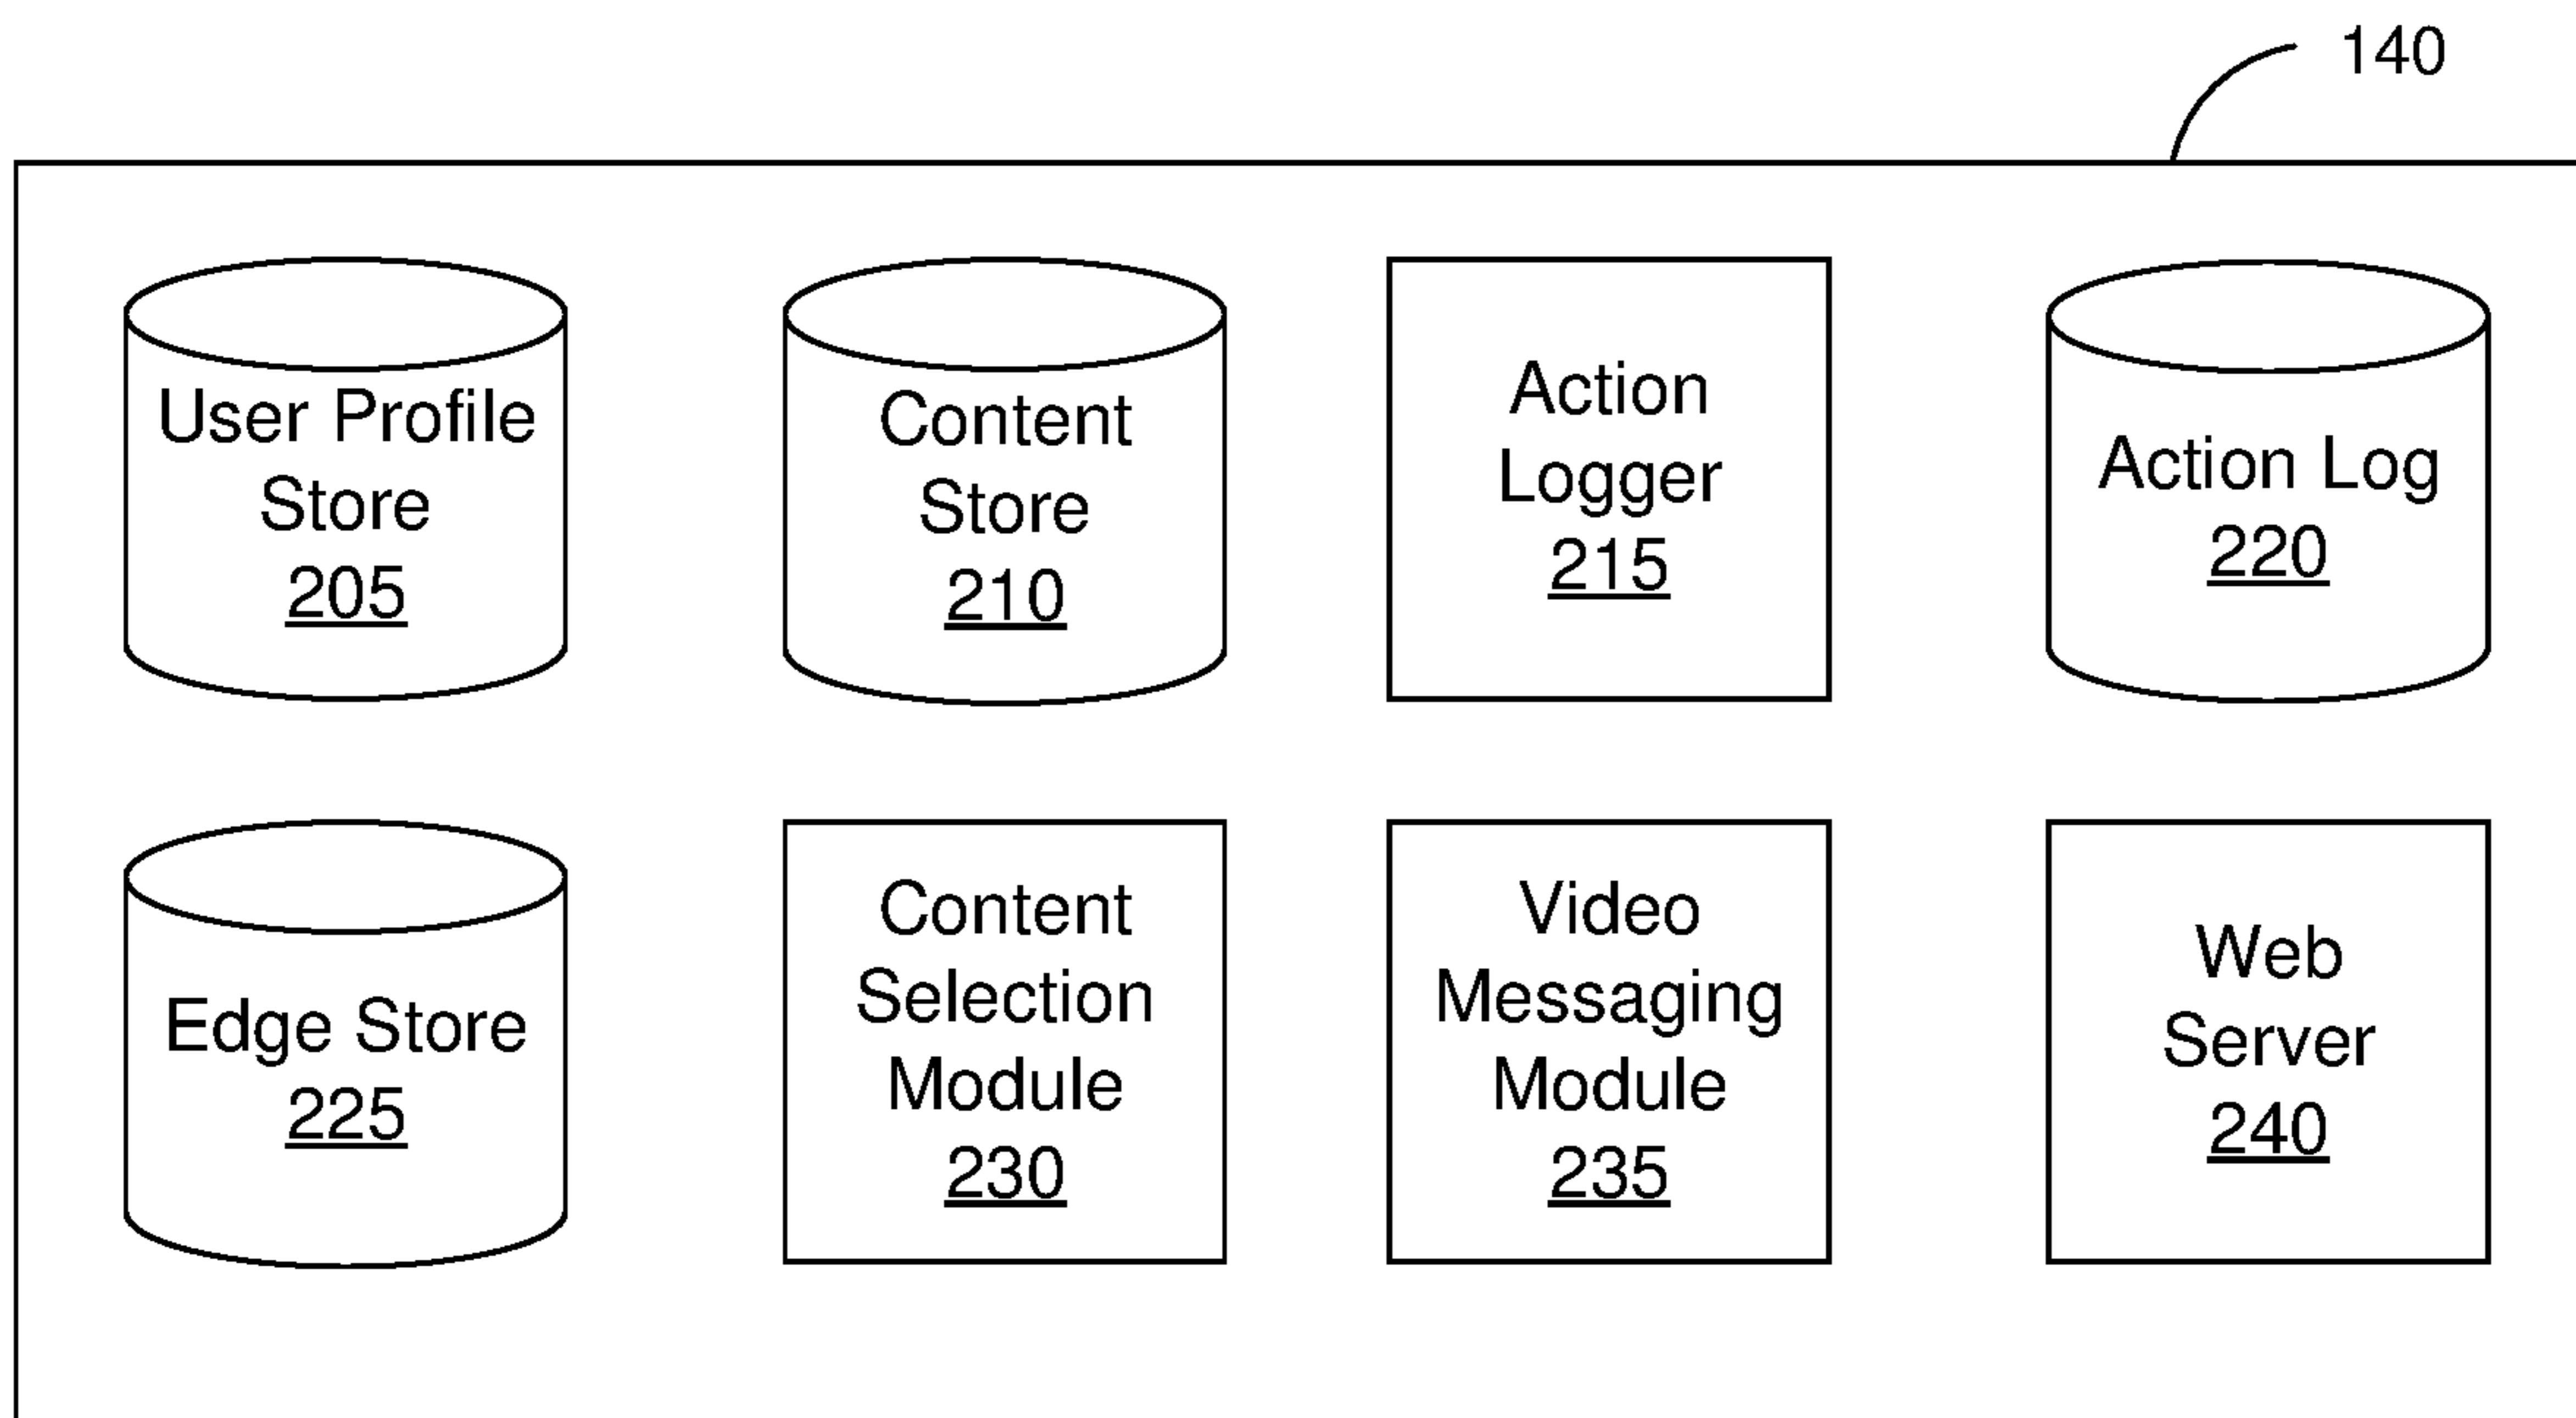 140
User Profile
Store
205
Content
Store
210
Action
Logger
215
Action Log
220
Edge Store
225
Content
Selection
Module
230
Video
Messaging
Module
235
Web
Server
240